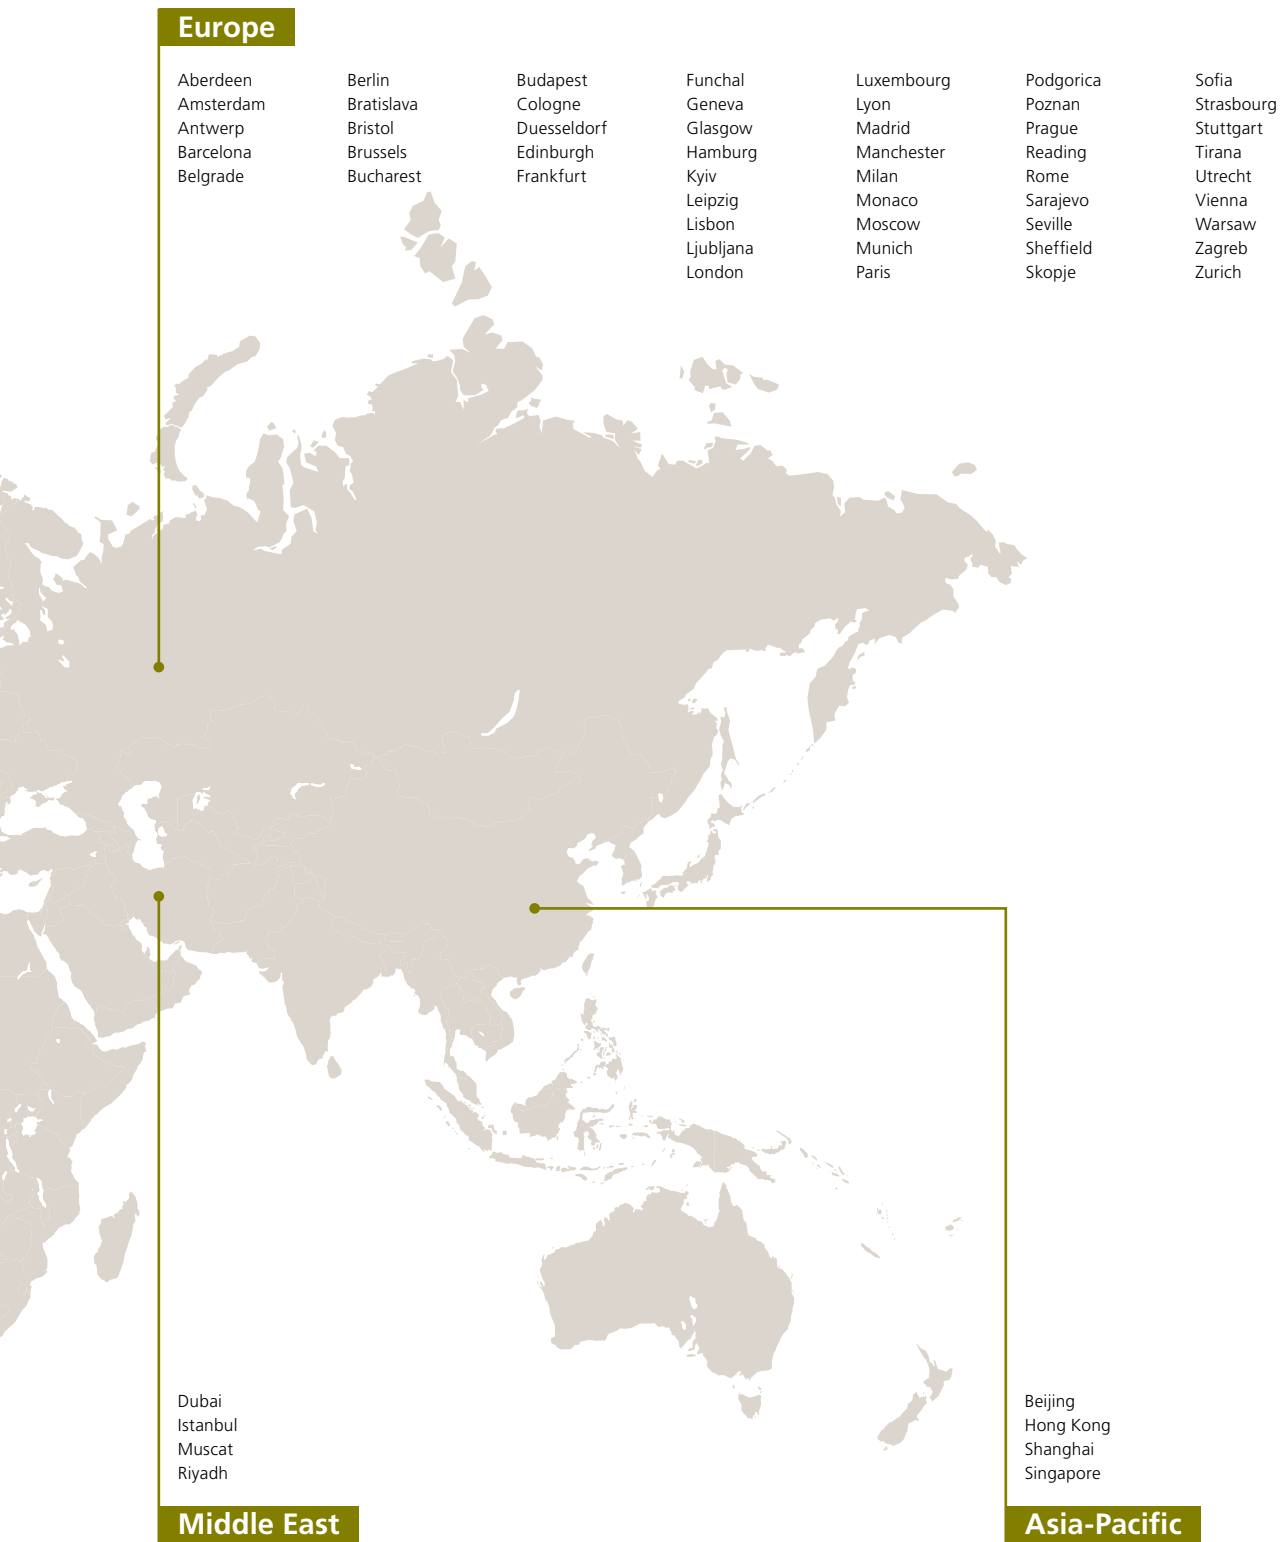 Europe
Aberdeen
Amsterdam
Antwerp
Barcelona
Belgrade
Berlin
Bratislava
Bristol
Brussels
Bucharest
Budapest
Cologne
Duesseldorf
Edinburgh
Frankfurt
Funchal
Geneva
Glasgow
Hamburg
Kyiv
Leipzig
Lisbon
Ljubljana
London
Luxembourg
Lyon
Madrid
Manchester
Milan
Monaco
Moscow
Munich
Paris
Podgorica
Poznan
Prague
Reading
Rome
Sarajevo
Seville
Sheffield
Skopje
Sofia
Strasbourg
Stuttgart
Tirana
Utrecht
Vienna
Warsaw
Zagreb
Zurich
Dubai
Istanbul
Muscat
Riyadh
Middle East
Beijing
Hong Kong
Shanghai
Singapore
Asia-Pacific